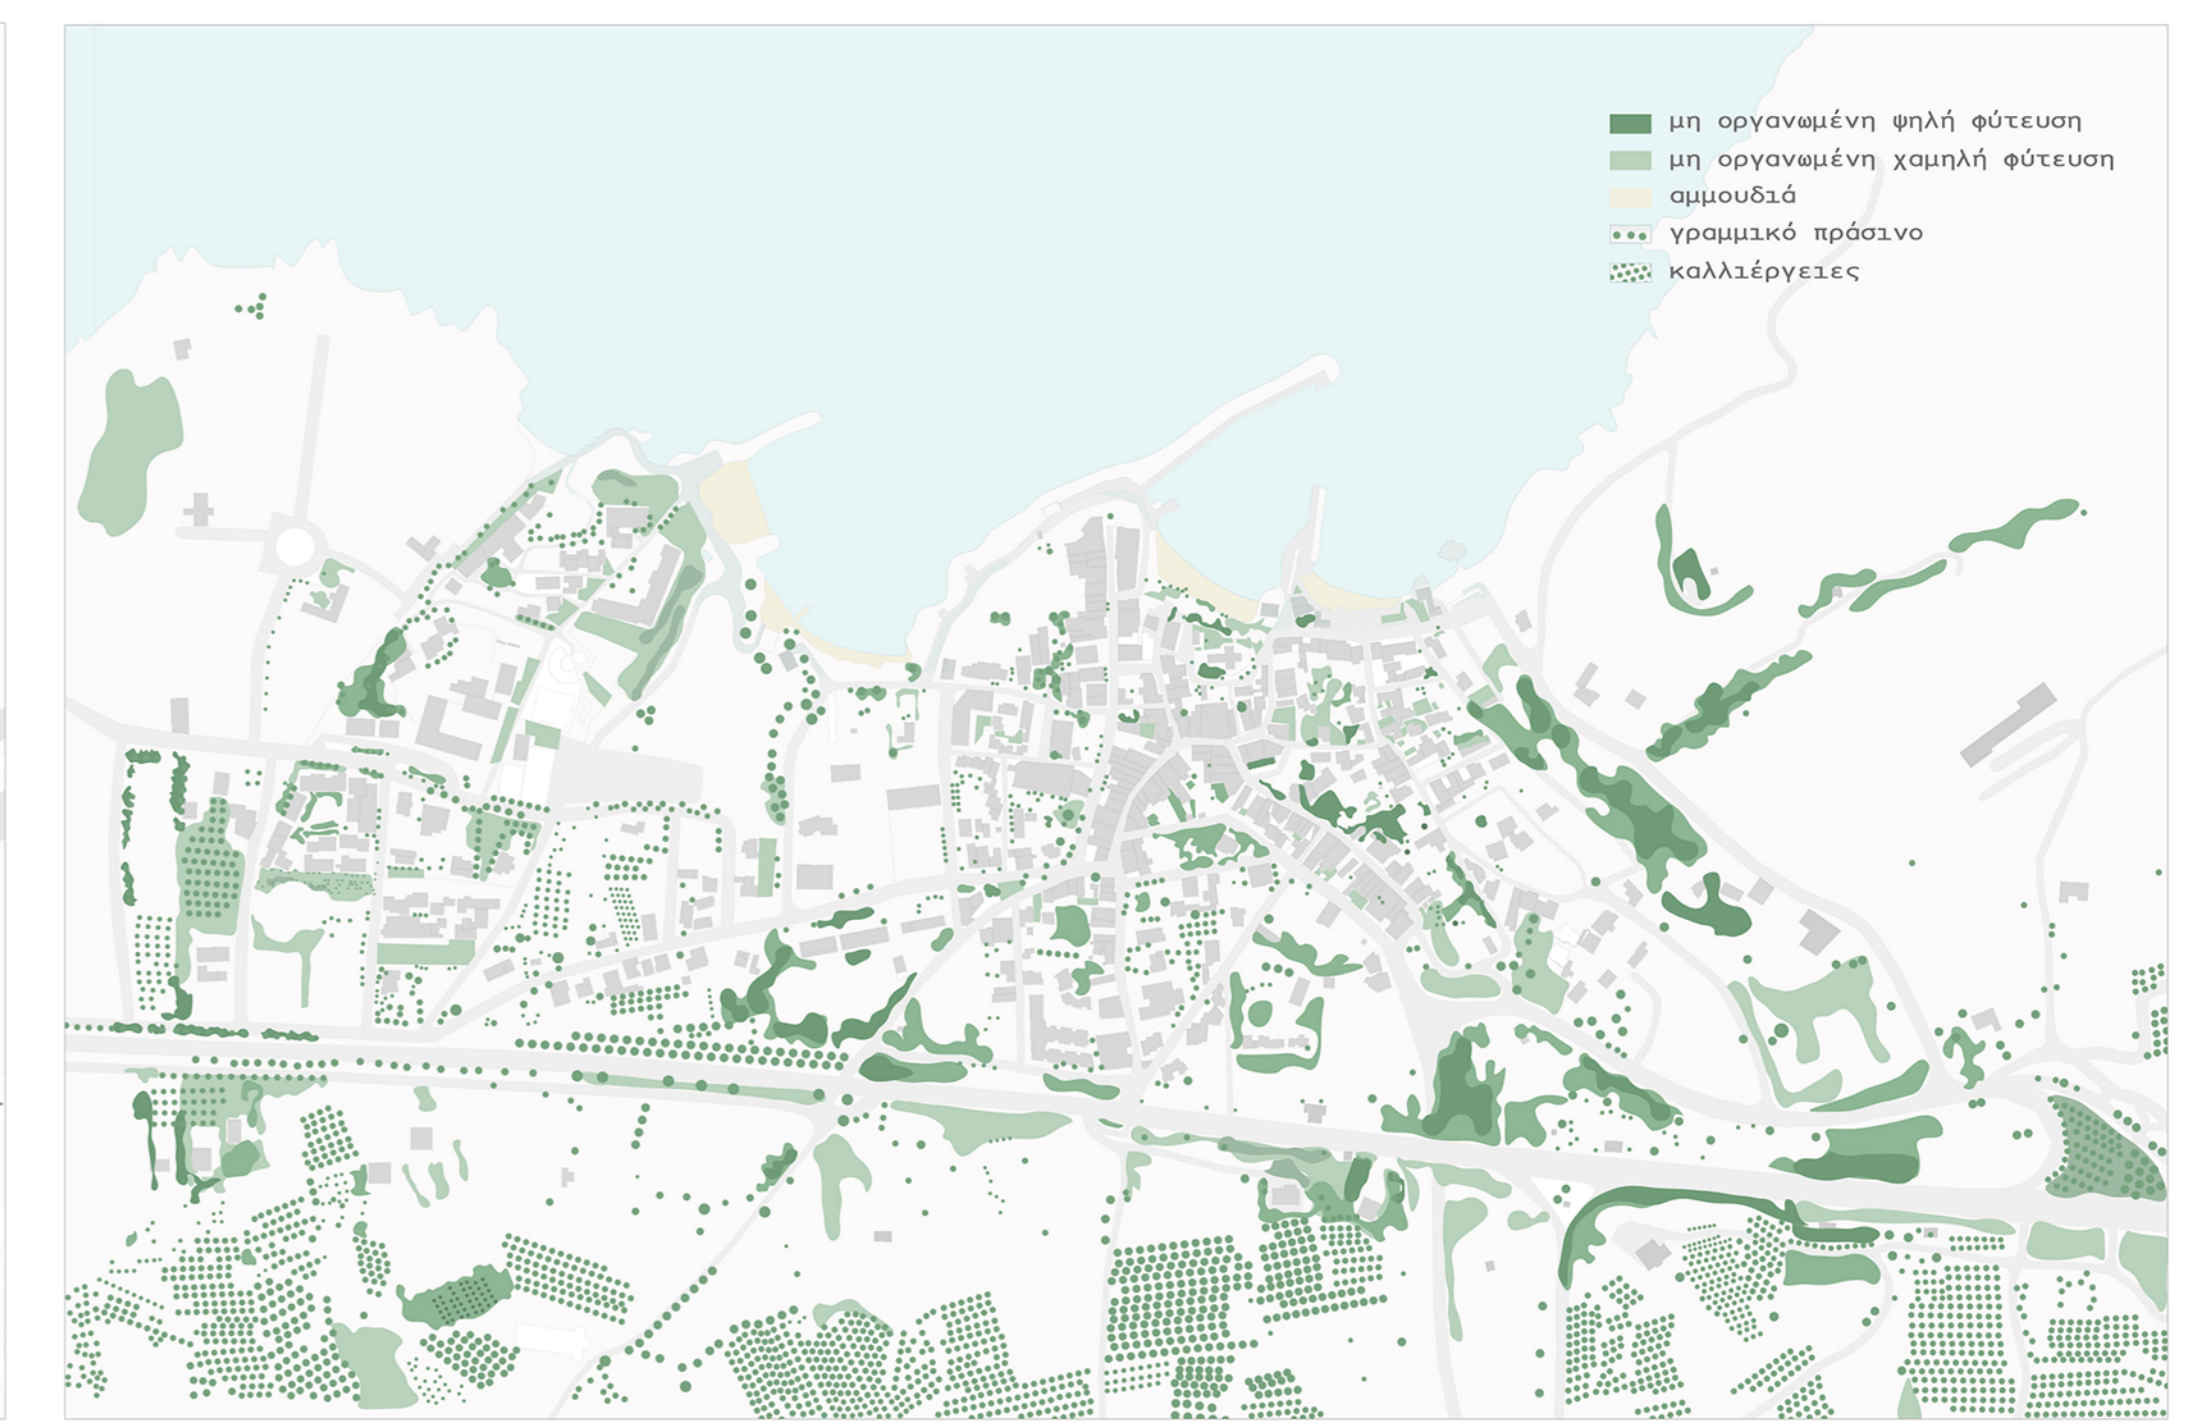 μη οργανωμένη ψηλή φύτευση
μη οργανωμένη χαμηλή φύτευση
αμμουδιά
γραμμικό πράσινο
καλλιέργειες